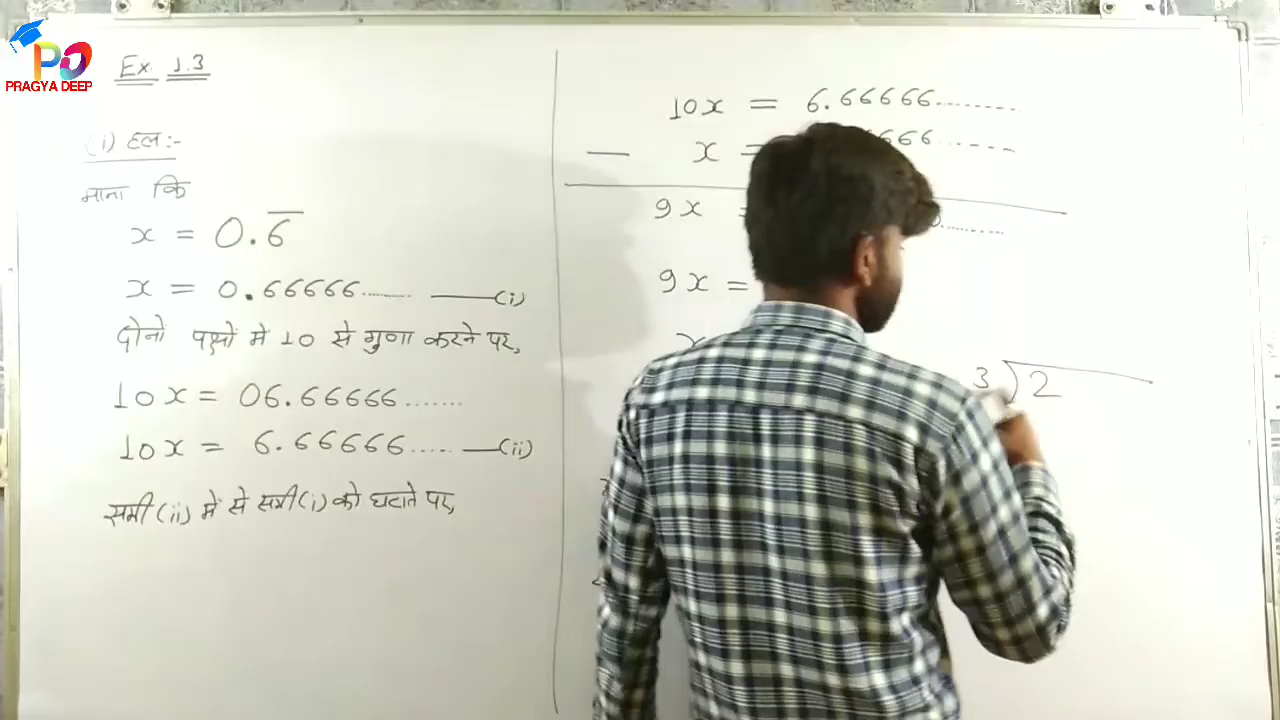 PRAGYA DEEP
Ex. 1.3
(i) हल:-
माना कि
x = 0.6̅
x = 0.66666........ ——(i)
दोनो पक्षों मे 10 से गुणा करने पर,
10x = 06.66666.......
10x = 6.66666..... ——(ii)
समी(ii) में से समी(i) को घटाते पर,
10x = 6.66666.........
— x = 666.......
9x =
9x =
x
3)2